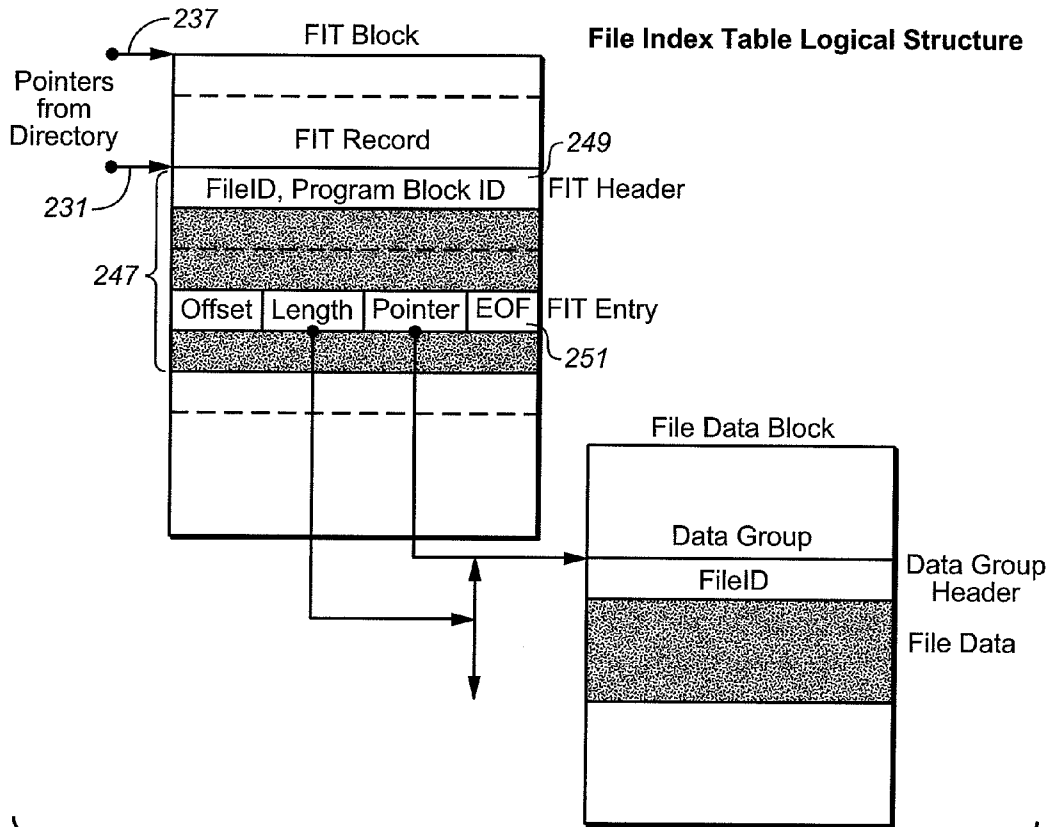 237
FIT Block
File Index Table Logical Structure
Pointers
from
Directory
FIT Record
249
231
FileID, Program Block ID
FIT Header
247
Offset
Length
Pointer
EOF
FIT Entry
251
File Data Block
Data Group
FileID
Data Group
Header
File Data